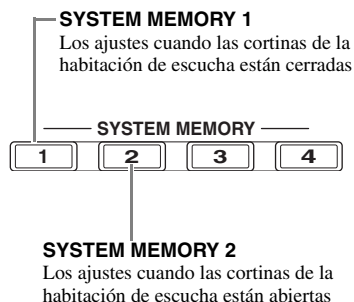 SYSTEM MEMORY 1
Los ajustes cuando las cortinas de la
habitación de escucha están cerradas
SYSTEM MEMORY
1 2 3 4
SYSTEM MEMORY 2
Los ajustes cuando las cortinas de la
habitación de escucha están abiertas